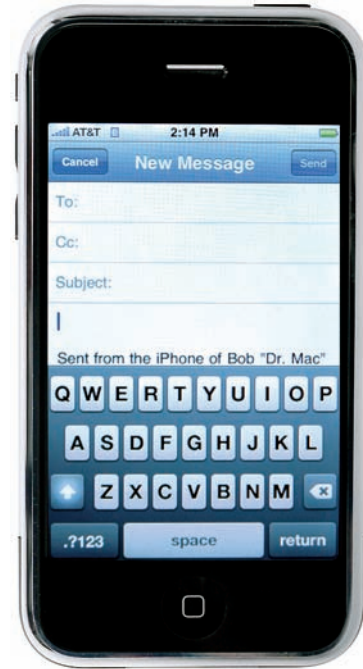 AT&T 2:14 PM
Cancel New Message Send
To:
Cc:
Subject:
Sent from the iPhone of Bob "Dr. Mac"
Q W E R T Y U I O P
A S D F G H J K L
Z X C V B N M
.?123 space return